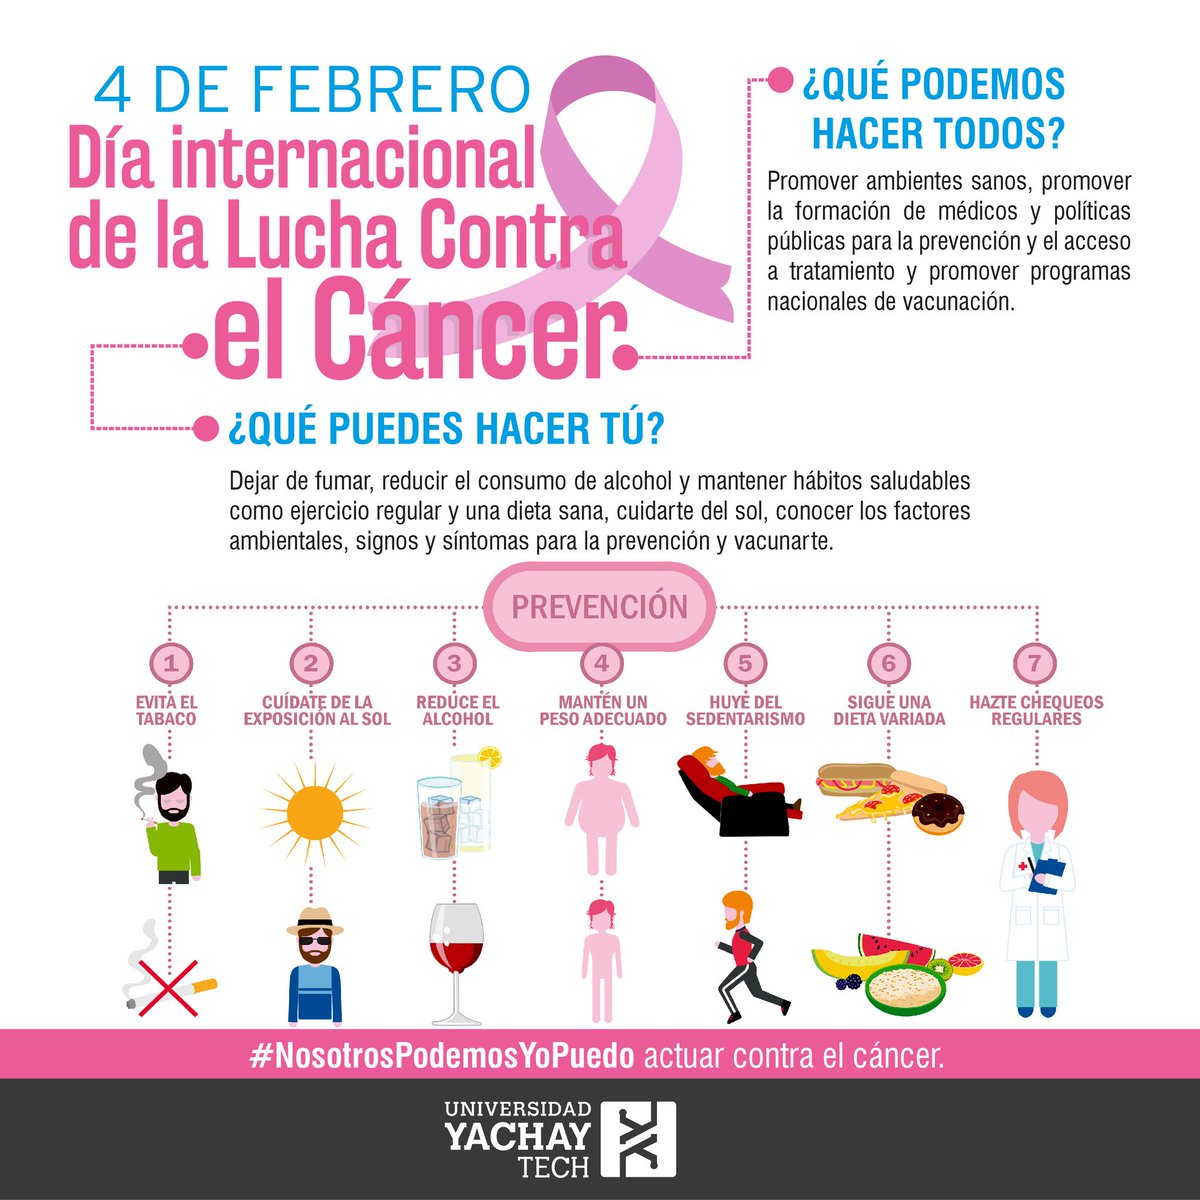 4 DE FEBRERO
Día internacional
de la Lucha Contra
el Cáncer.
¿QUÉ PODEMOS
HACER TODOS?
Promover ambientes sanos, promover
la formación de médicos y políticas
públicas para la prevención y el acceso
a tratamiento y promover programas
nacionales de vacunación.
¿QUÉ PUEDES HACER TÚ?
Dejar de fumar, reducir el consumo de alcohol y mantener hábitos saludables
como ejercicio regular y una dieta sana, cuidarte del sol, conocer los factores
ambientales, signos y síntomas para la prevención y vacunarte.
PREVENCIÓN
1
EVITA EL
TABACO
2
CUÍDATE DE LA
EXPOSICIÓN AL SOL
3
REDUCE EL
ALCOHOL
4
MANTÉN UN
PESO ADECUADO
5
HUYE DEL
SEDENTARISMO
6
SIGUE UNA
DIETA VARIADA
7
HAZTE CHEQUEOS
REGULARES
#NosotrosPodemosYoPuedo actuar contra el cáncer.
UNIVERSIDAD
YACHAY
TECH